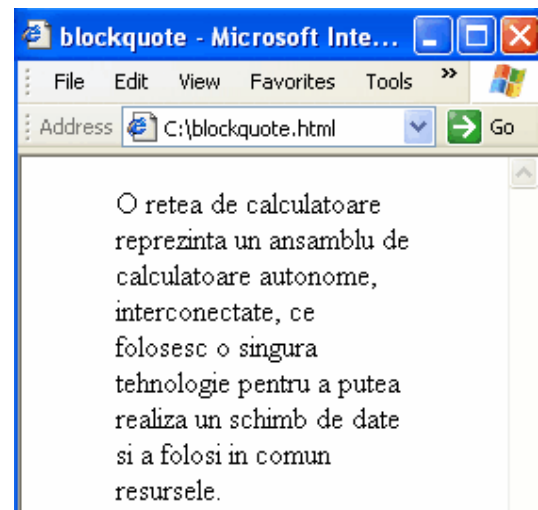 blockquote - Microsoft Inte...
File Edit View Favorites Tools »
Address C:\blockquote.html Go
O retea de calculatoare
reprezinta un ansamblu de
calculatoare autonome,
interconectate, ce
folosesc o singura
tehnologie pentru a putea
realiza un schimb de date
si a folosi in comun
resursele.